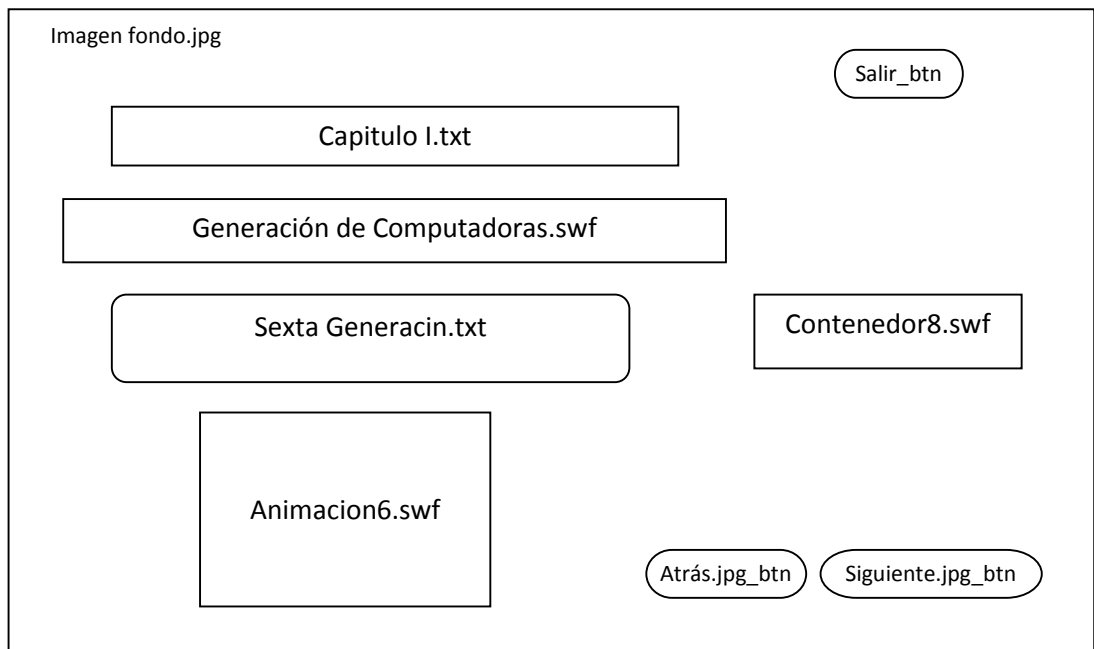 Imagen fondo.jpg
Salir_btn
Capitulo I.txt
Generación de Computadoras.swf
Sexta Generacin.txt
Contenedor8.swf
Animacion6.swf
Atrás.jpg_btn
Siguiente.jpg_btn